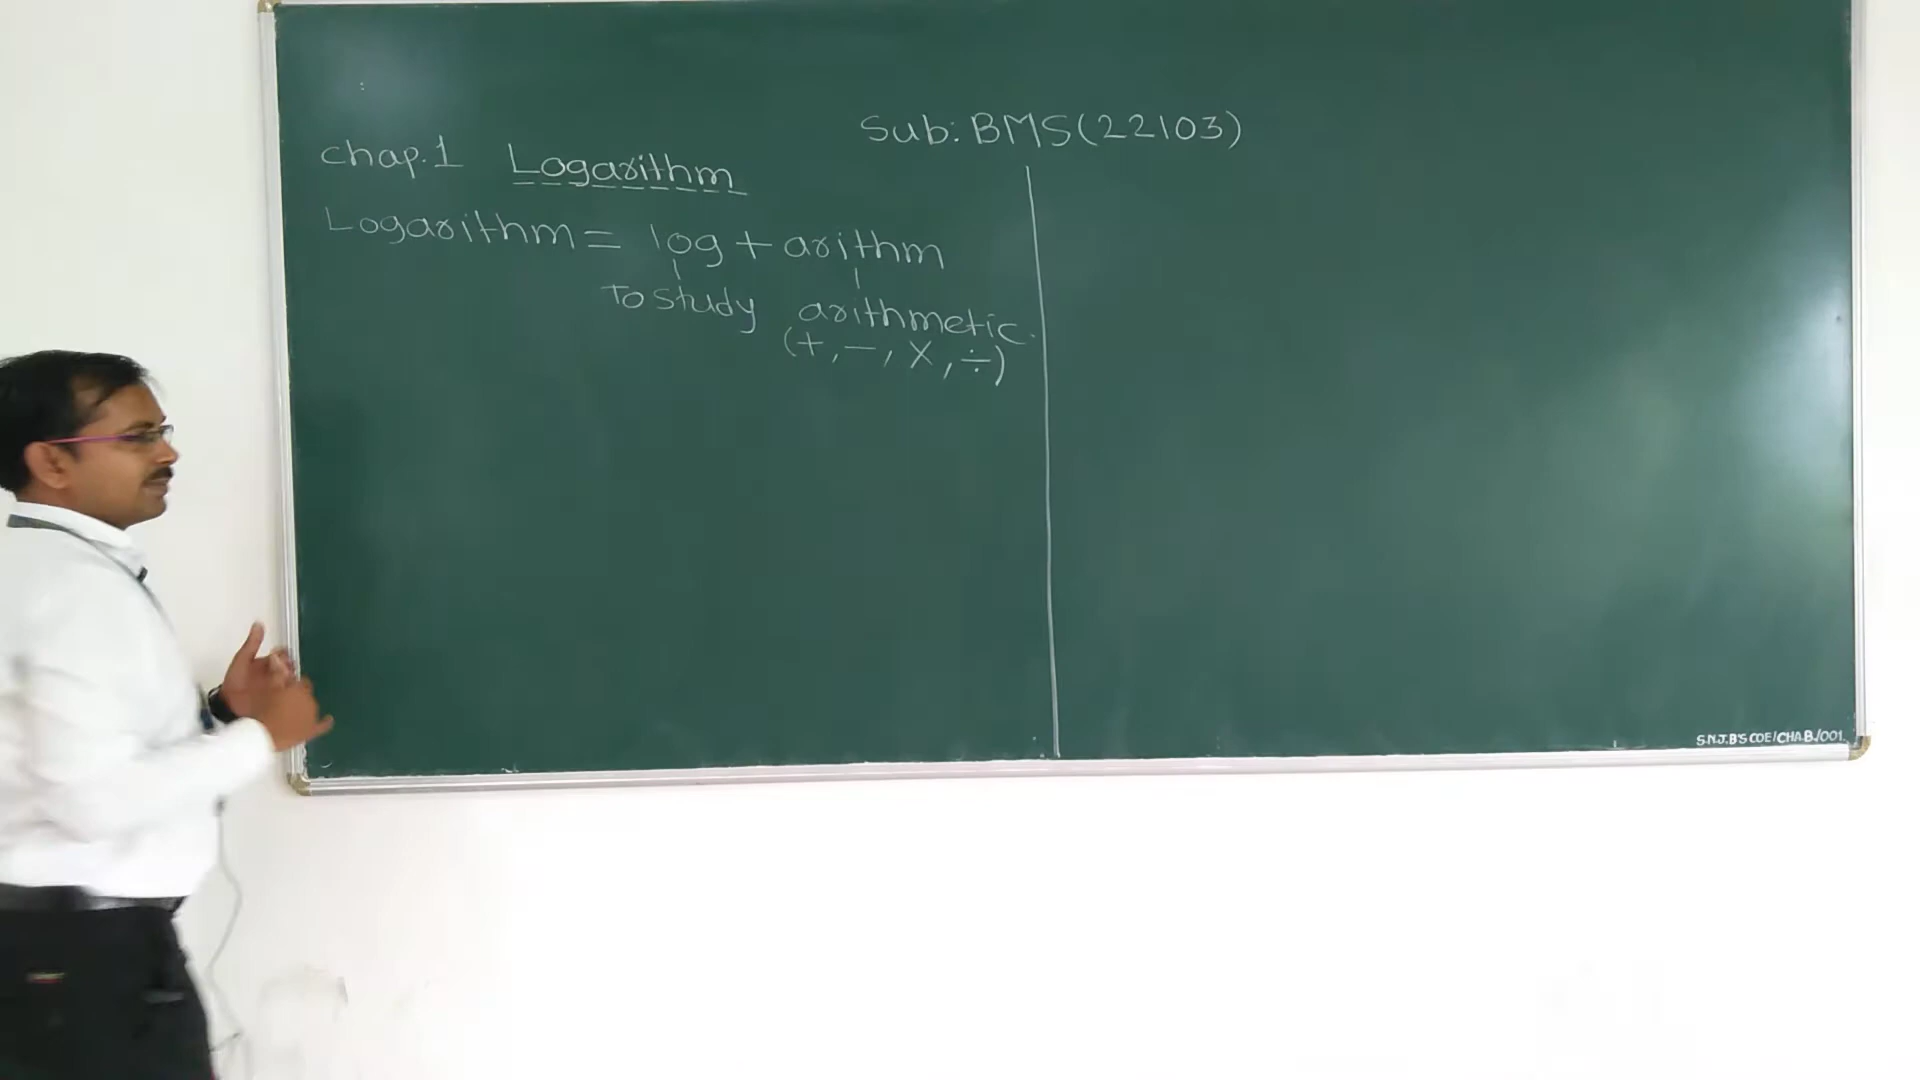 Sub: BMS(22103)
chap.1 Logarithm
Logarithm = log + arithm
To study arithmetic.
(+, -, X, ÷)
S.N.J.B'S COE/CHA.B./001.